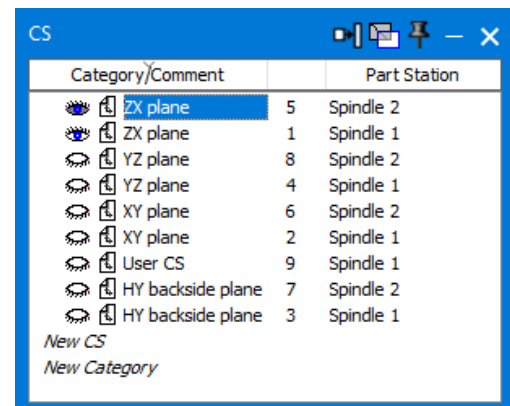 CS
Category/Comment Part Station
ZX plane 5 Spindle 2
ZX plane 1 Spindle 1
YZ plane 8 Spindle 2
YZ plane 4 Spindle 1
XY plane 6 Spindle 2
XY plane 2 Spindle 1
User CS 9 Spindle 1
HY backside plane 7 Spindle 2
HY backside plane 3 Spindle 1
New CS
New Category